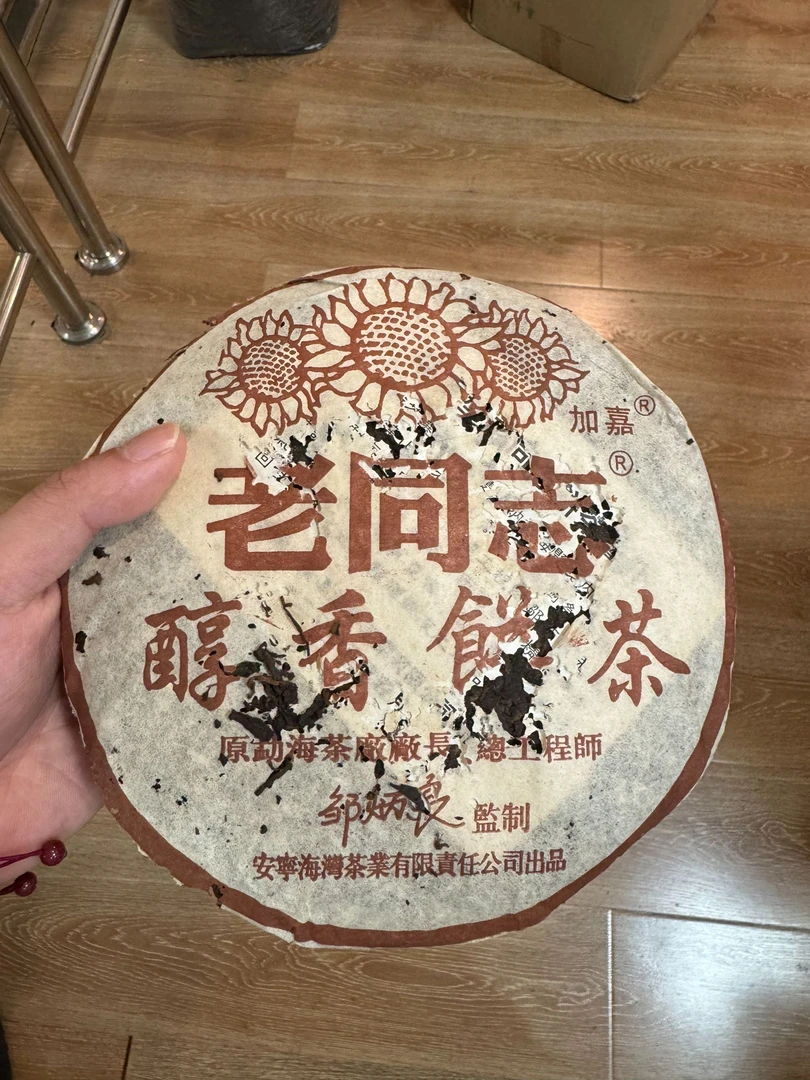 加嘉®
老同志®
醇香餅茶
原勐海茶廠廠長、總工程師
邹炳良 監制
安寧海灣茶業有限責任公司出品